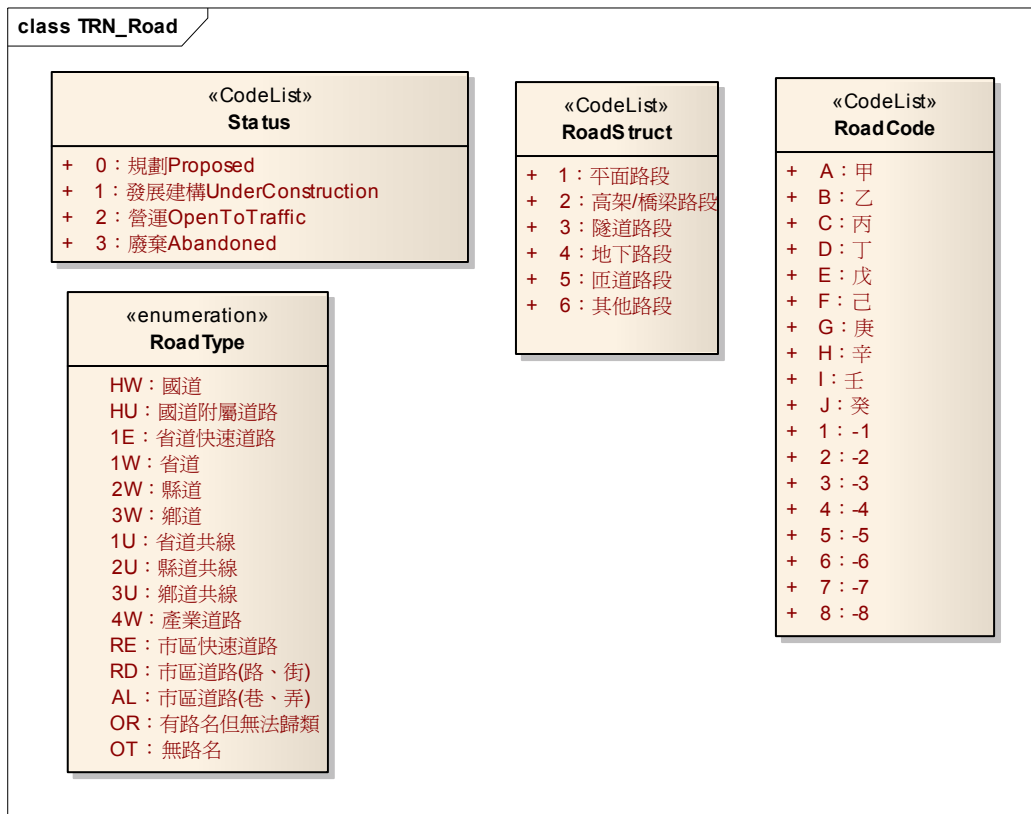 class TRN_Road
«CodeList»
Status
+ 0：規劃Proposed
+ 1：發展建構UnderConstruction
+ 2：營運OpenToTraffic
+ 3：廢棄Abandoned
«CodeList»
RoadStruct
+ 1：平面路段
+ 2：高架/橋梁路段
+ 3：隧道路段
+ 4：地下路段
+ 5：匝道路段
+ 6：其他路段
«CodeList»
RoadCode
+ A：甲
+ B：乙
+ C：丙
+ D：丁
+ E：戊
+ F：己
+ G：庚
+ H：辛
+ I：壬
+ J：癸
+ 1：-1
+ 2：-2
+ 3：-3
+ 4：-4
+ 5：-5
+ 6：-6
+ 7：-7
+ 8：-8
«enumeration»
RoadType
HW：國道
HU：國道附屬道路
1E：省道快速道路
1W：省道
2W：縣道
3W：鄉道
1U：省道共線
2U：縣道共線
3U：鄉道共線
4W：產業道路
RE：市區快速道路
RD：市區道路(路、街)
AL：市區道路(巷、弄)
OR：有路名但無法歸類
OT：無路名